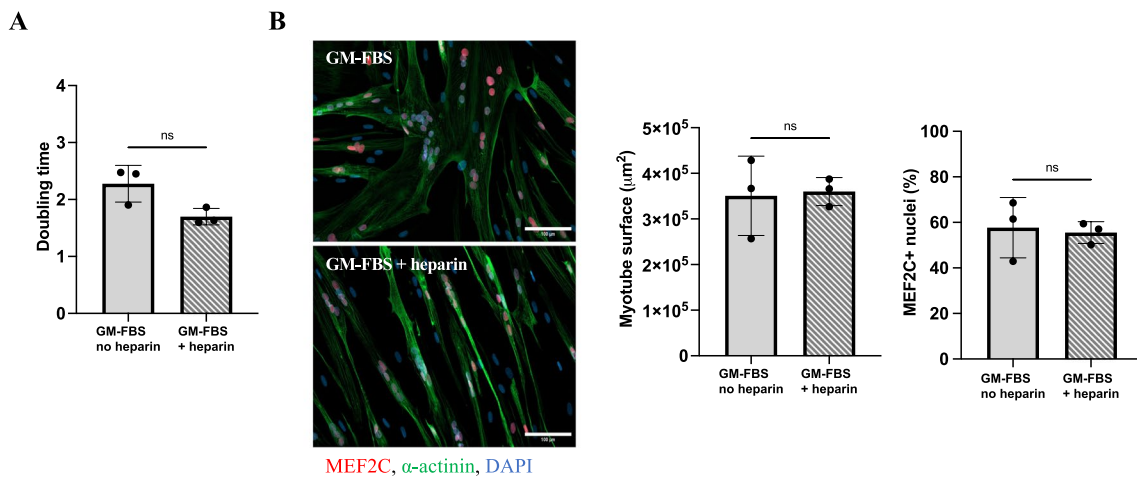 A
B
4
3
2
1
0
Doubling time
ns
GM-FBS
no heparin
GM-FBS
+ heparin
GM-FBS
100 μm
GM-FBS + heparin
100 μm
MEF2C, α-actinin, DAPI
5×10⁵
4×10⁵
3×10⁵
2×10⁵
1×10⁵
0
Myotube surface (μm²)
ns
GM-FBS
no heparin
GM-FBS
+ heparin
100
80
60
40
20
0
MEF2C+ nuclei (%)
ns
GM-FBS
no heparin
GM-FBS
+ heparin